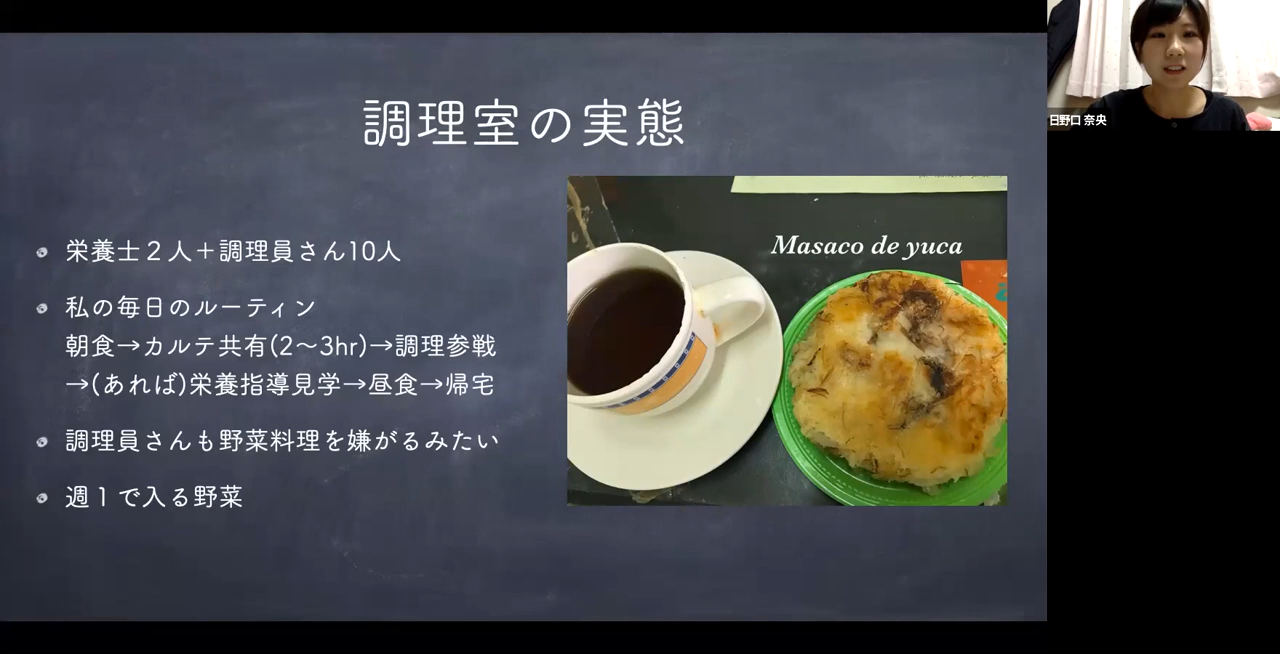 調理室の実態
栄養士２人＋調理員さん10人
私の毎日のルーティン
朝食→カルテ共有(2〜3hr)→調理参戦
→(あれば)栄養指導見学→昼食→帰宅
調理員さんも野菜料理を嫌がるみたい
週１で入る野菜
Masaco de yuca
日野口 奈央